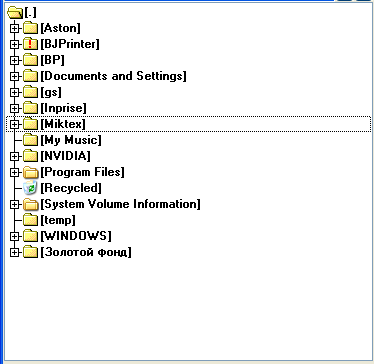 [.]
[Aston]
[BJPrinter]
[BP]
[Documents and Settings]
[gs]
[Inprise]
[Miktex]
[My Music]
[NVIDIA]
[Program Files]
[Recycled]
[System Volume Information]
[temp]
[WINDOWS]
[Золотой фонд]